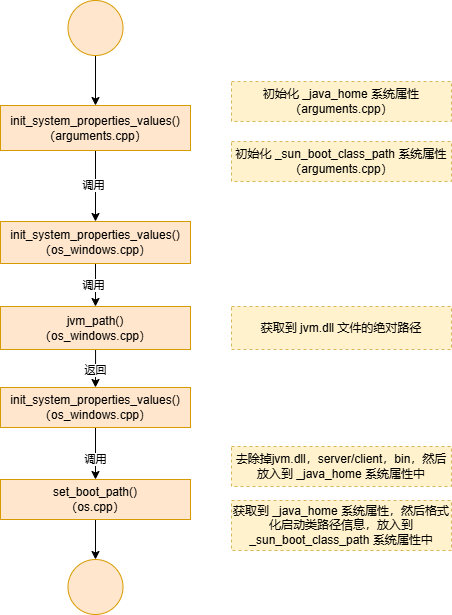 初始化 _java_home 系统属性
（arguments.cpp）
init_system_properties_values()
（arguments.cpp）
初始化 _sun_boot_class_path 系统属性
（arguments.cpp）
调用
init_system_properties_values()
（os_windows.cpp）
调用
jvm_path()
（os_windows.cpp）
获取到 jvm.dll 文件的绝对路径
返回
init_system_properties_values()
（os_windows.cpp）
调用
去除掉jvm.dll，server/client，bin，然后
放入到 _java_home 系统属性中
set_boot_path()
（os.cpp）
获取到 _java_home 系统属性，然后格式
化启动类路径信息，放入到
_sun_boot_class_path 系统属性中